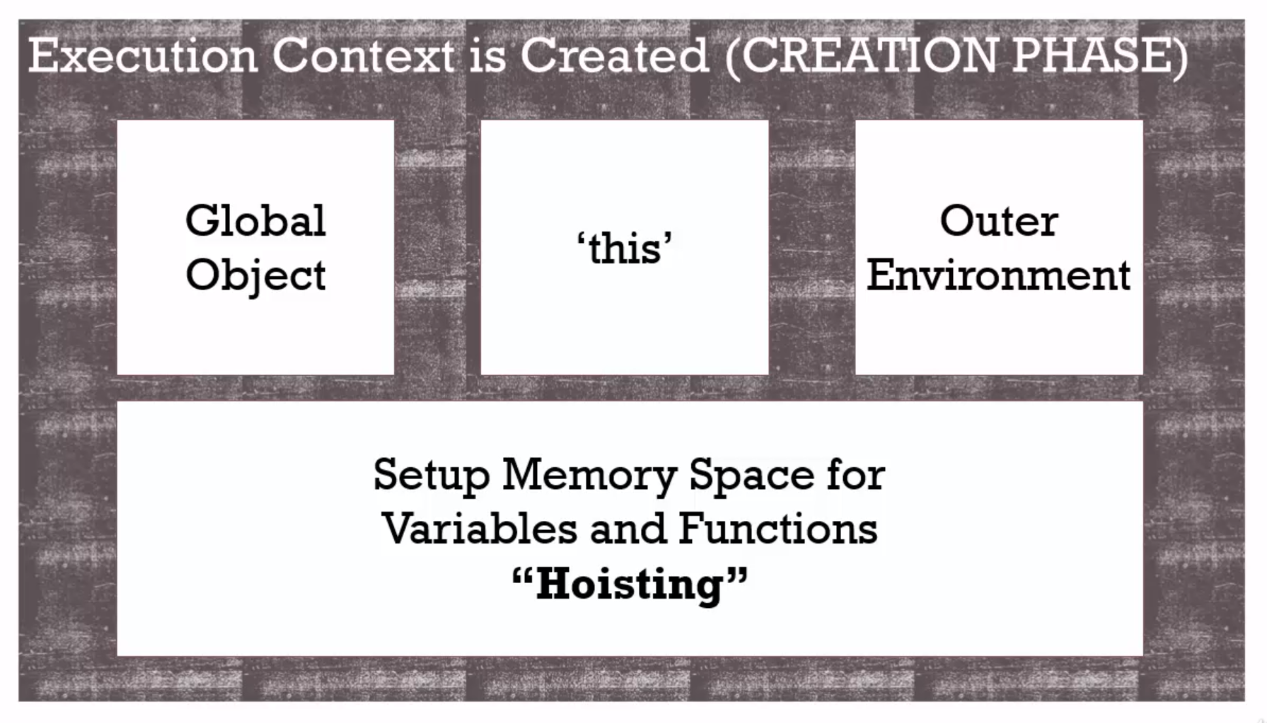 Execution Context is Created (CREATION PHASE)
Global
Object
‘this’
Outer
Environment
Setup Memory Space for
Variables and Functions
“Hoisting”